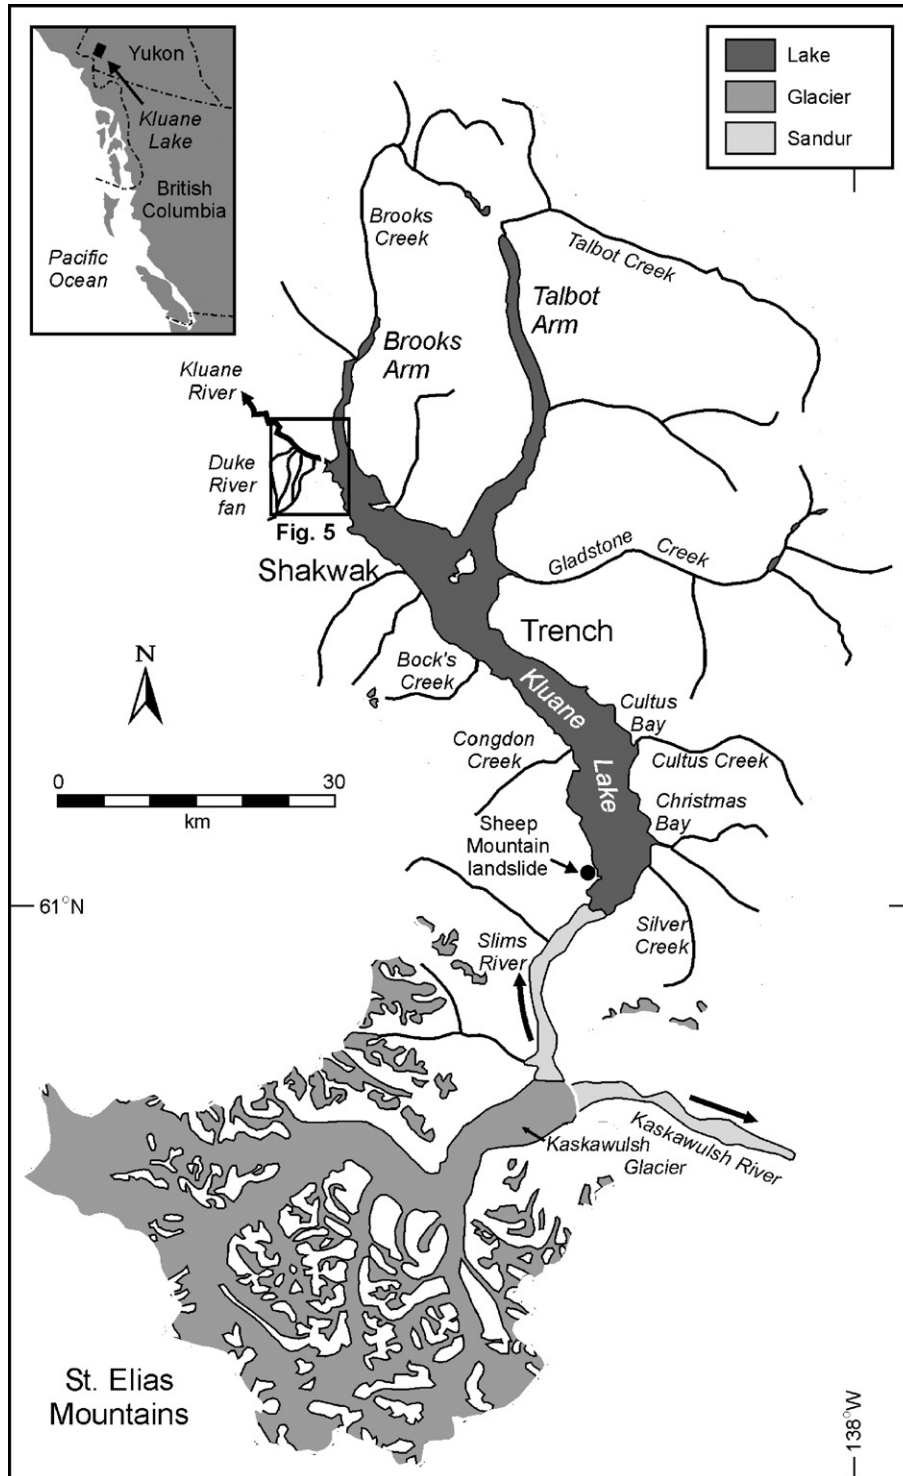 Yukon
Kluane
Lake
British
Columbia
Pacific
Ocean
Lake
Glacier
Sandur
Brooks
Creek
Talbot Creek
Talbot
Arm
Brooks
Arm
Kluane
River
Duke
River
fan
Fig. 5
Shakwak
Gladstone Creek
Trench
N
Bock's
Creek
Kluane
Lake
Cultus
Bay
Congdon
Creek
Cultus Creek
0 30
km
Christmas
Bay
Sheep
Mountain
landslide
61°N
Slims
River
Silver
Creek
Kaskawulsh River
Kaskawulsh
Glacier
St. Elias
Mountains
138°W